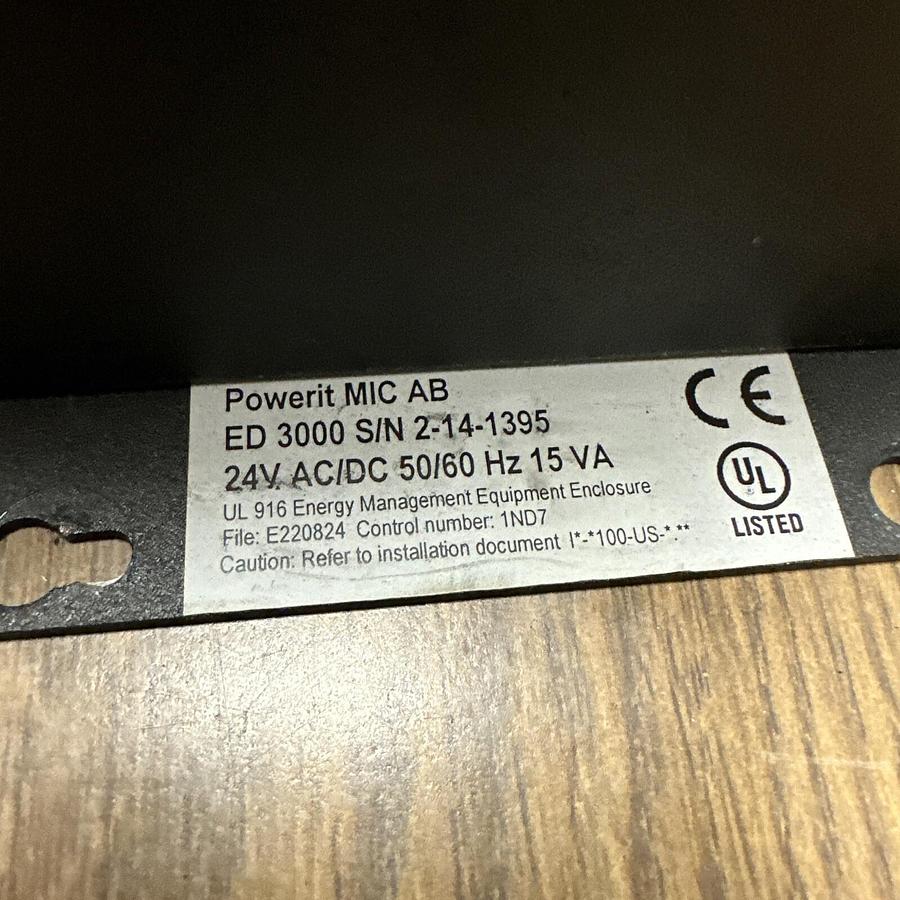 Powerit MIC AB
ED 3000 S/N 2-14-1395
24V. AC/DC 50/60 Hz 15 VA
UL 916 Energy Management Equipment Enclosure
File: E220824 Control number: 1ND7
Caution: Refer to installation document I*-*100-US-*.**
CE
UL
LISTED